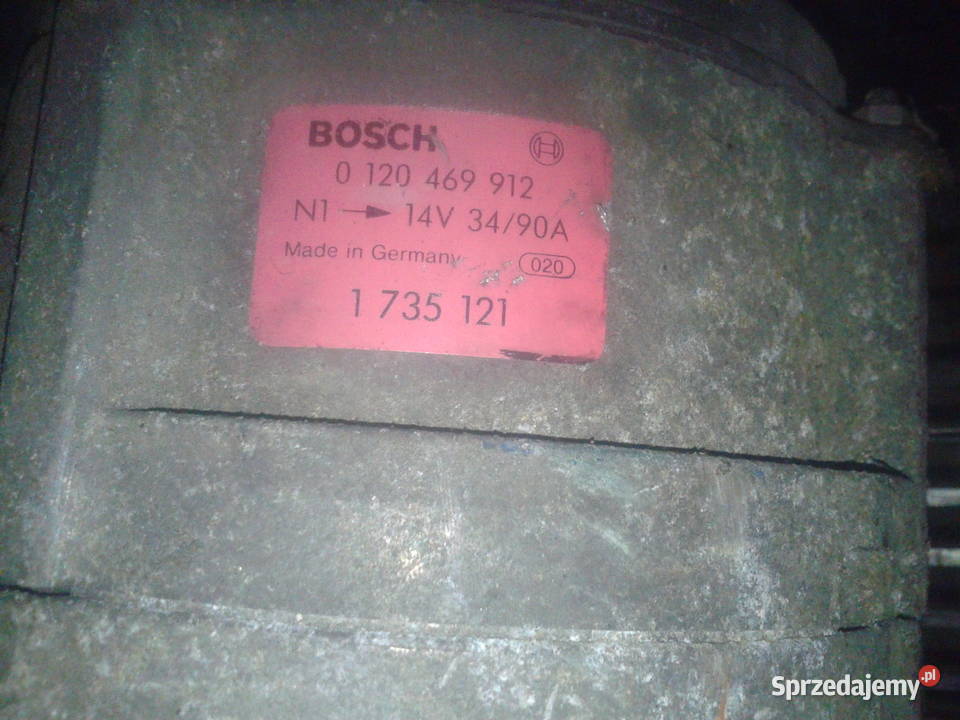 BOSCH
0 120 469 912
N1 → 14V 34/90A
Made in Germany 020
1 735 121
Sprzedajemy.pl